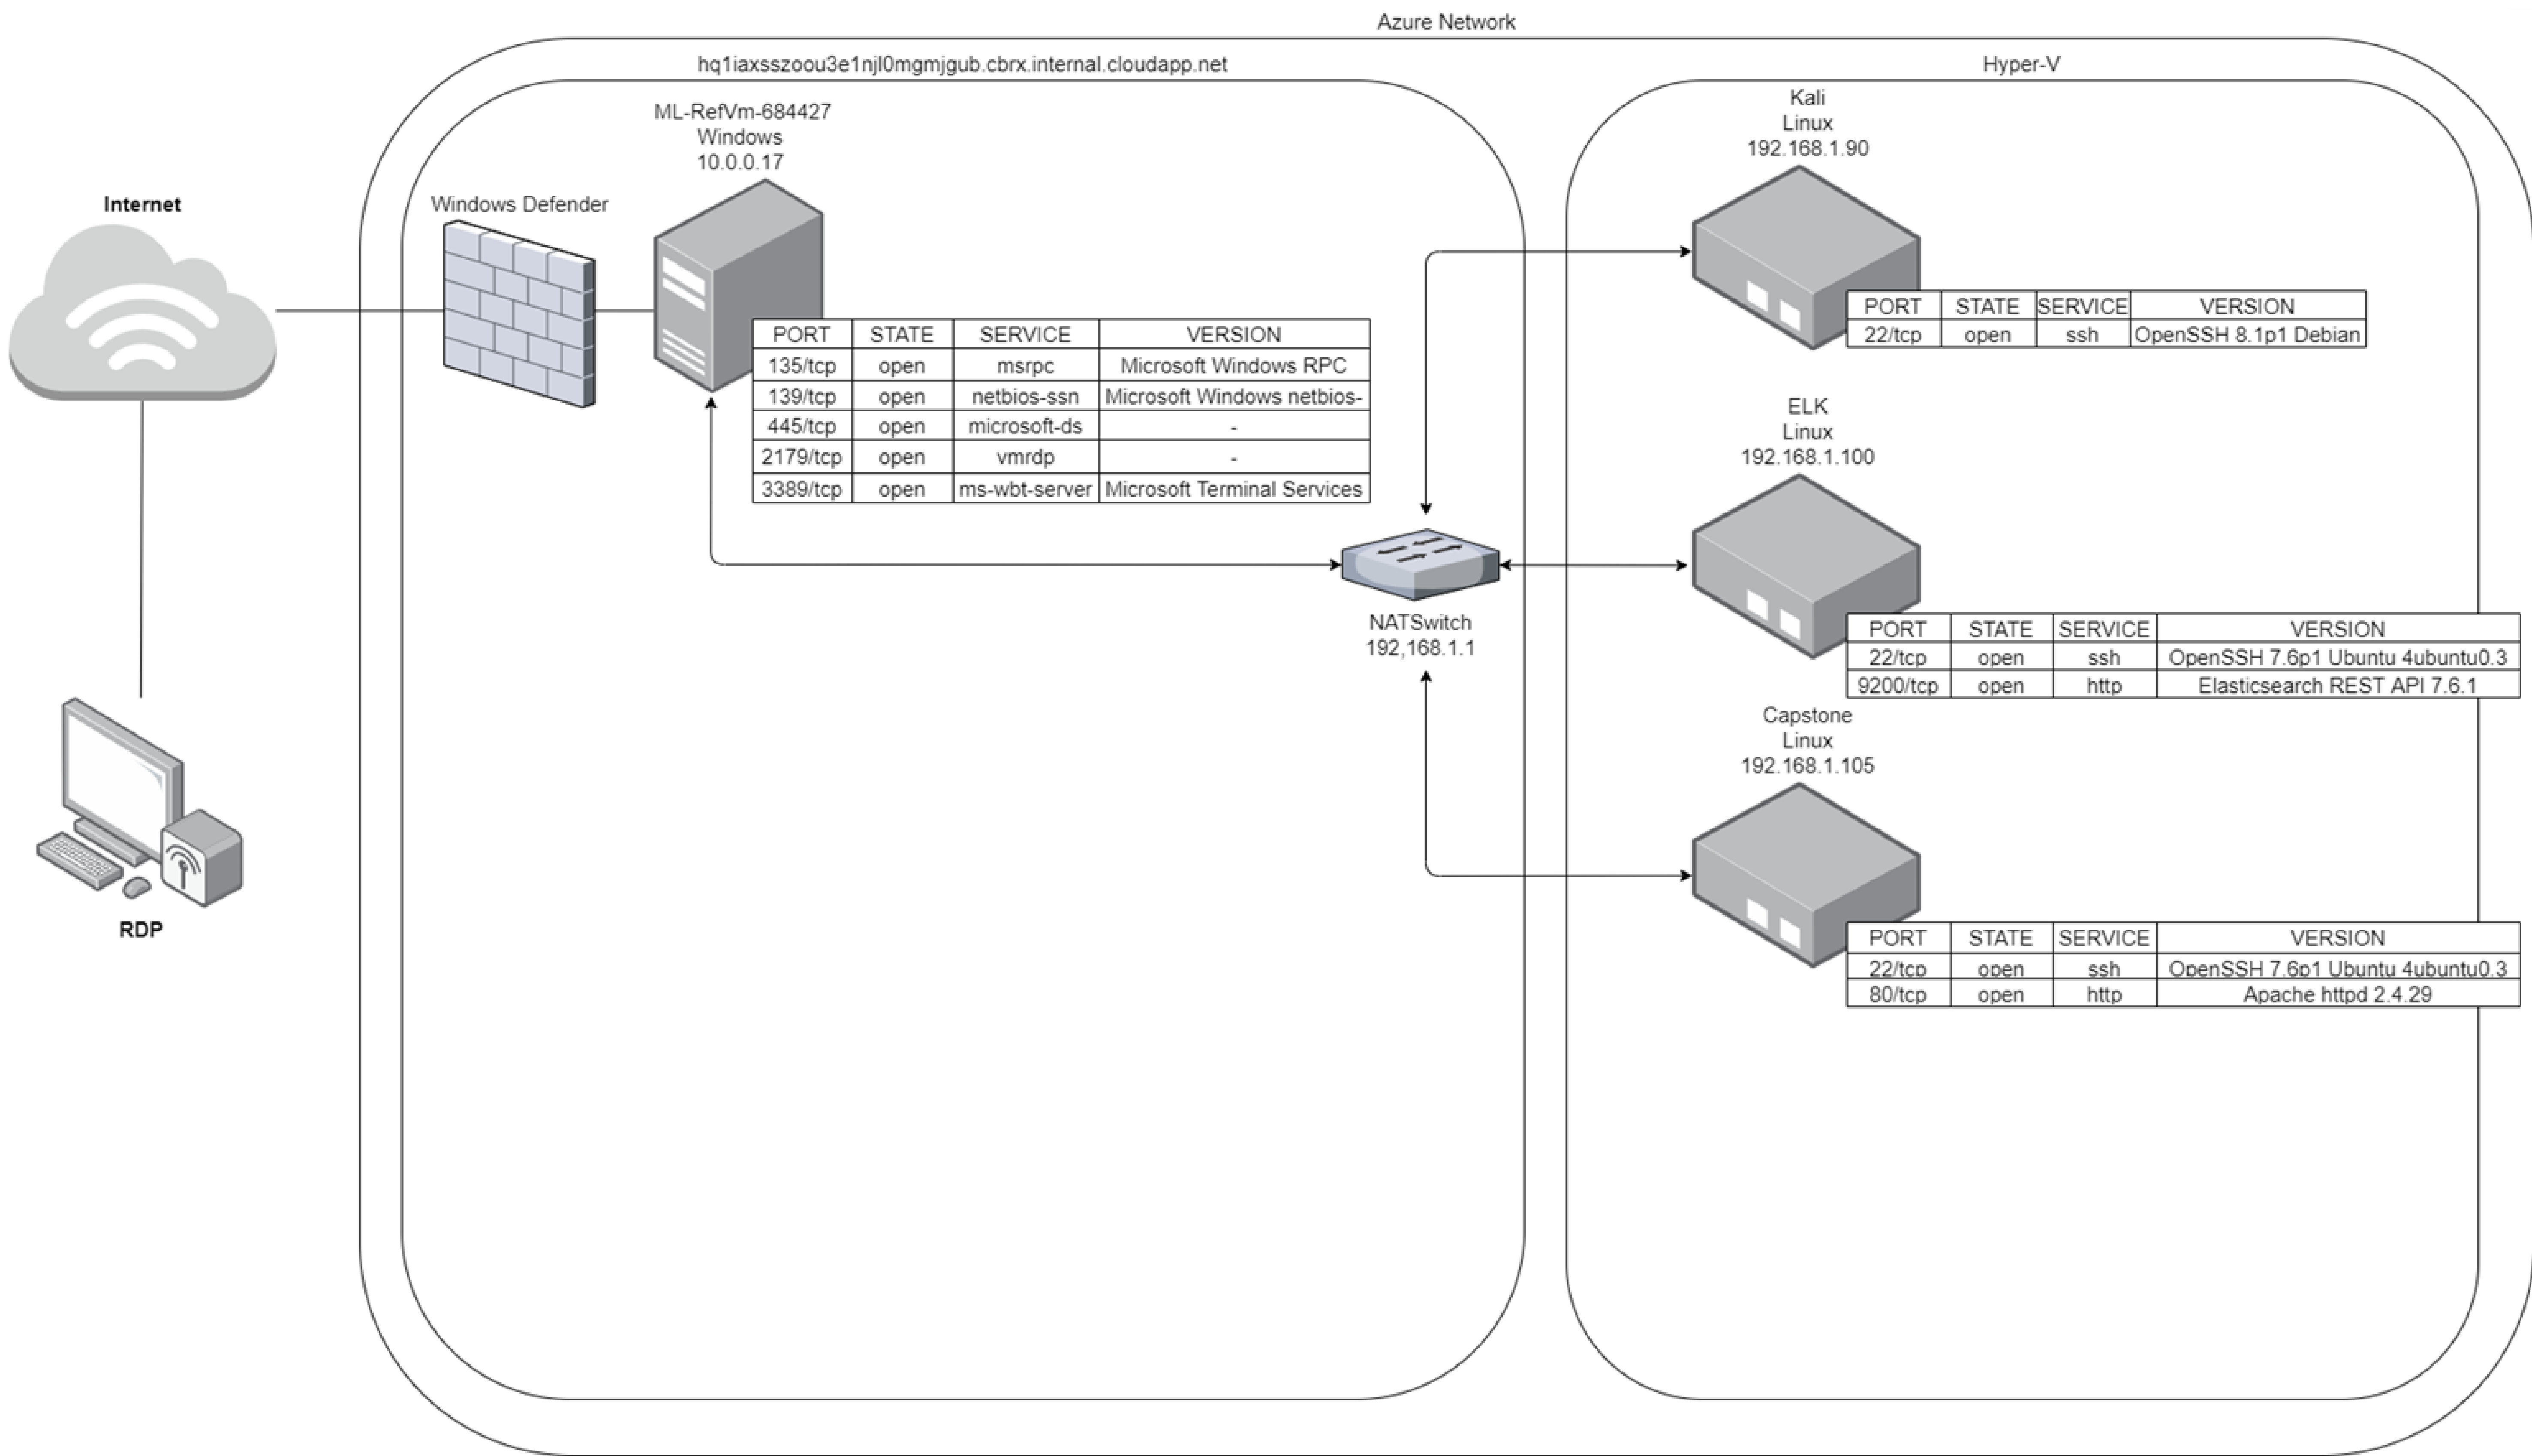 Azure Network
hq1iaxsszoou3e1njl0mgmjgub.cbrx.internal.cloudapp.net
Hyper-V
Internet
RDP
Windows Defender
ML-RefVm-684427
Windows
10.0.0.17
PORT STATE SERVICE VERSION
135/tcp open msrpc Microsoft Windows RPC
139/tcp open netbios-ssn Microsoft Windows netbios-
445/tcp open microsoft-ds -
2179/tcp open vmrdp -
3389/tcp open ms-wbt-server Microsoft Terminal Services
NATSwitch
192,168.1.1
Kali
Linux
192.168.1.90
PORT STATE SERVICE VERSION
22/tcp open ssh OpenSSH 8.1p1 Debian
ELK
Linux
192.168.1.100
PORT STATE SERVICE VERSION
22/tcp open ssh OpenSSH 7.6p1 Ubuntu 4ubuntu0.3
9200/tcp open http Elasticsearch REST API 7.6.1
Capstone
Linux
192.168.1.105
PORT STATE SERVICE VERSION
22/tcp open ssh OpenSSH 7.6p1 Ubuntu 4ubuntu0.3
80/tcp open http Apache httpd 2.4.29